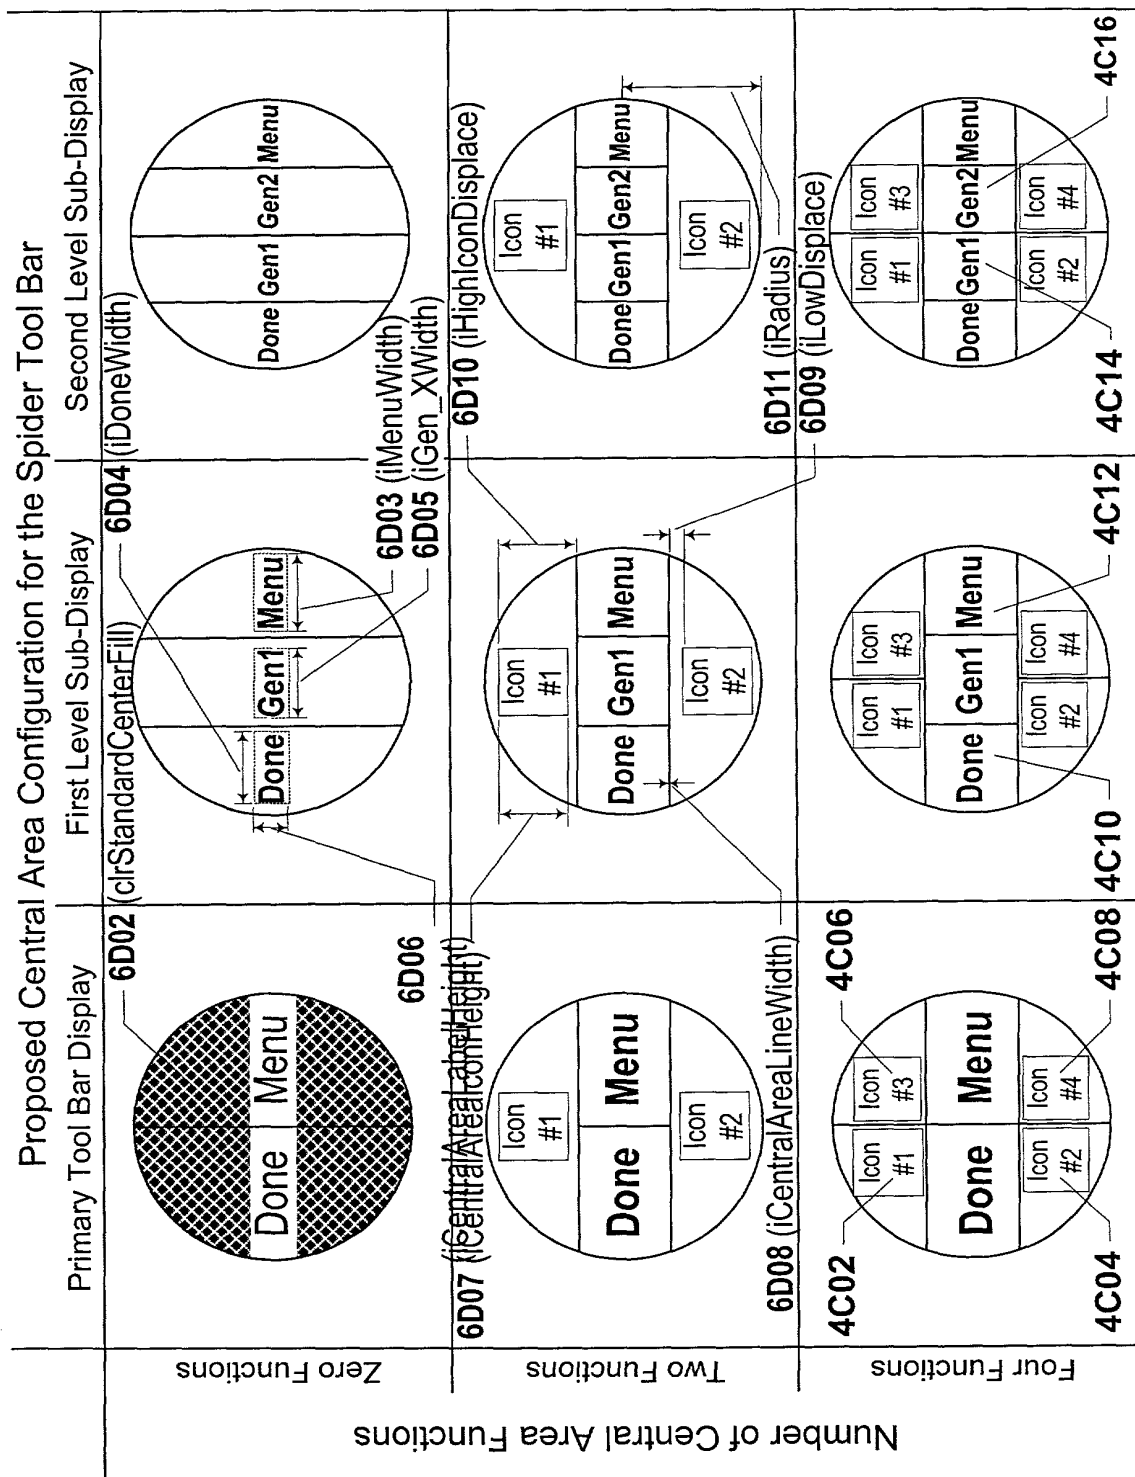 Proposed Central Area Configuration for the Spider Tool Bar
Primary Tool Bar Display
First Level Sub-Display
Second Level Sub-Display
Number of Central Area Functions
Zero Functions
6D02 (clrStandardCenterFill)
6D04 (iDoneWidth)
Done Menu
Done Gen1 Menu
Done Gen1 Gen2 Menu
6D03 (iMenuWidth)
6D05 (iGen_XWidth)
6D06
(iCentralAreaLabelHeight)
6D07 (iCentralAreaIconHeight)
6D10 (iHighIconDisplace)
Two Functions
Icon
#1
Done Menu
Icon
#2
Icon
#1
Done Gen1 Menu
Icon
#2
Icon
#1
Done Gen1 Gen2 Menu
Icon
#2
6D08 (iCentralAreaLineWidth)
6D11 (iRadius)
6D09 (iLowDisplace)
Four Functions
4C02
4C06
Icon
#1
Icon
#3
Done Menu
Icon
#2
Icon
#4
4C04
4C08
Icon
#1
Icon
#3
Done Gen1 Menu
Icon
#2
Icon
#4
4C10
4C12
Icon
#1
Icon
#3
Done Gen1 Gen2 Menu
Icon
#2
Icon
#4
4C14
4C16